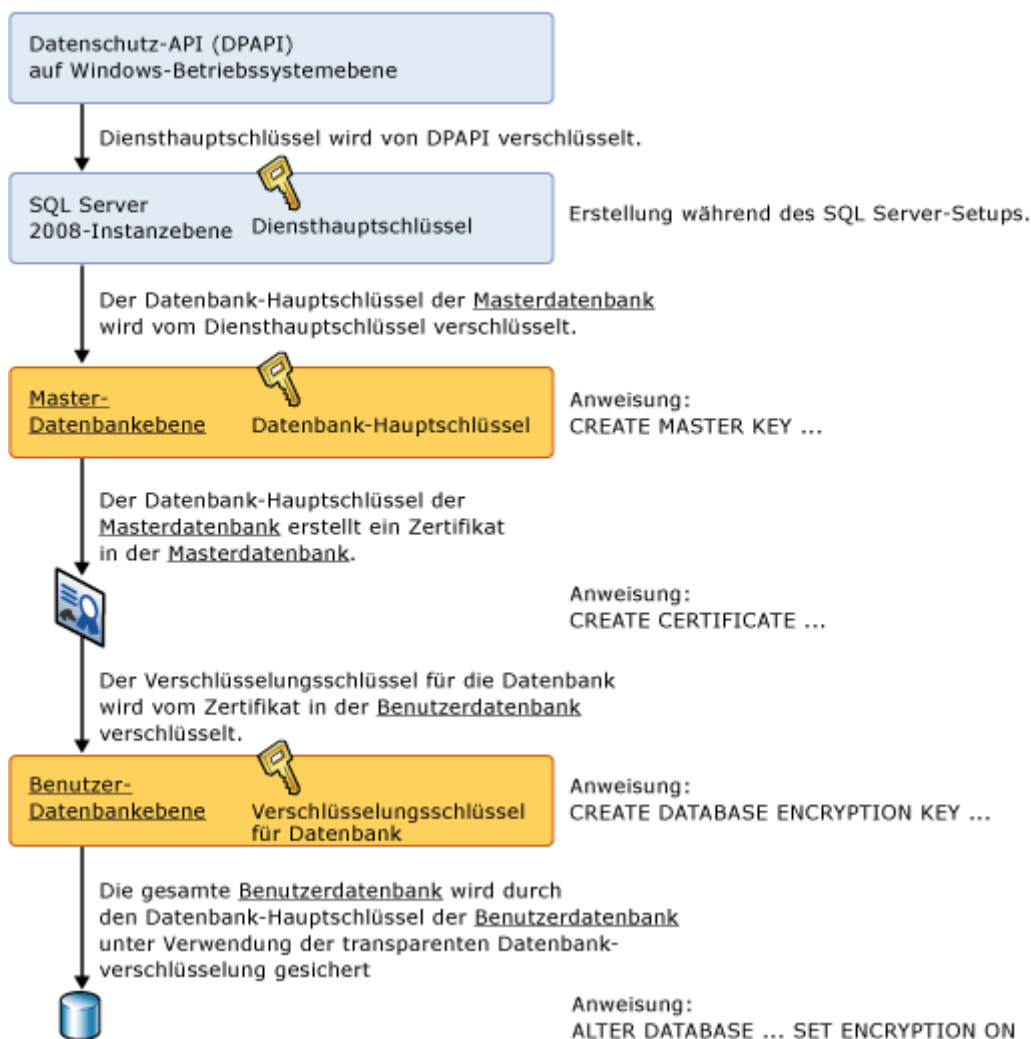 Datenschutz-API (DPAPI)
auf Windows-Betriebssystemebene
Diensthauptschlüssel wird von DPAPI verschlüsselt.
SQL Server
2008-Instanzebene
Diensthauptschlüssel
Erstellung während des SQL Server-Setups.
Der Datenbank-Hauptschlüssel der Masterdatenbank
wird vom Diensthauptschlüssel verschlüsselt.
Master-
Datenbankebene
Datenbank-Hauptschlüssel
Anweisung:
CREATE MASTER KEY ...
Der Datenbank-Hauptschlüssel der
Masterdatenbank erstellt ein Zertifikat
in der Masterdatenbank.
Anweisung:
CREATE CERTIFICATE ...
Der Verschlüsselungsschlüssel für die Datenbank
wird vom Zertifikat in der Benutzerdatenbank
verschlüsselt.
Benutzer-
Datenbankebene
Verschlüsselungsschlüssel
für Datenbank
Anweisung:
CREATE DATABASE ENCRYPTION KEY ...
Die gesamte Benutzerdatenbank wird durch
den Datenbank-Hauptschlüssel der Benutzerdatenbank
unter Verwendung der transparenten Datenbank-
verschlüsselung gesichert
Anweisung:
ALTER DATABASE ... SET ENCRYPTION ON